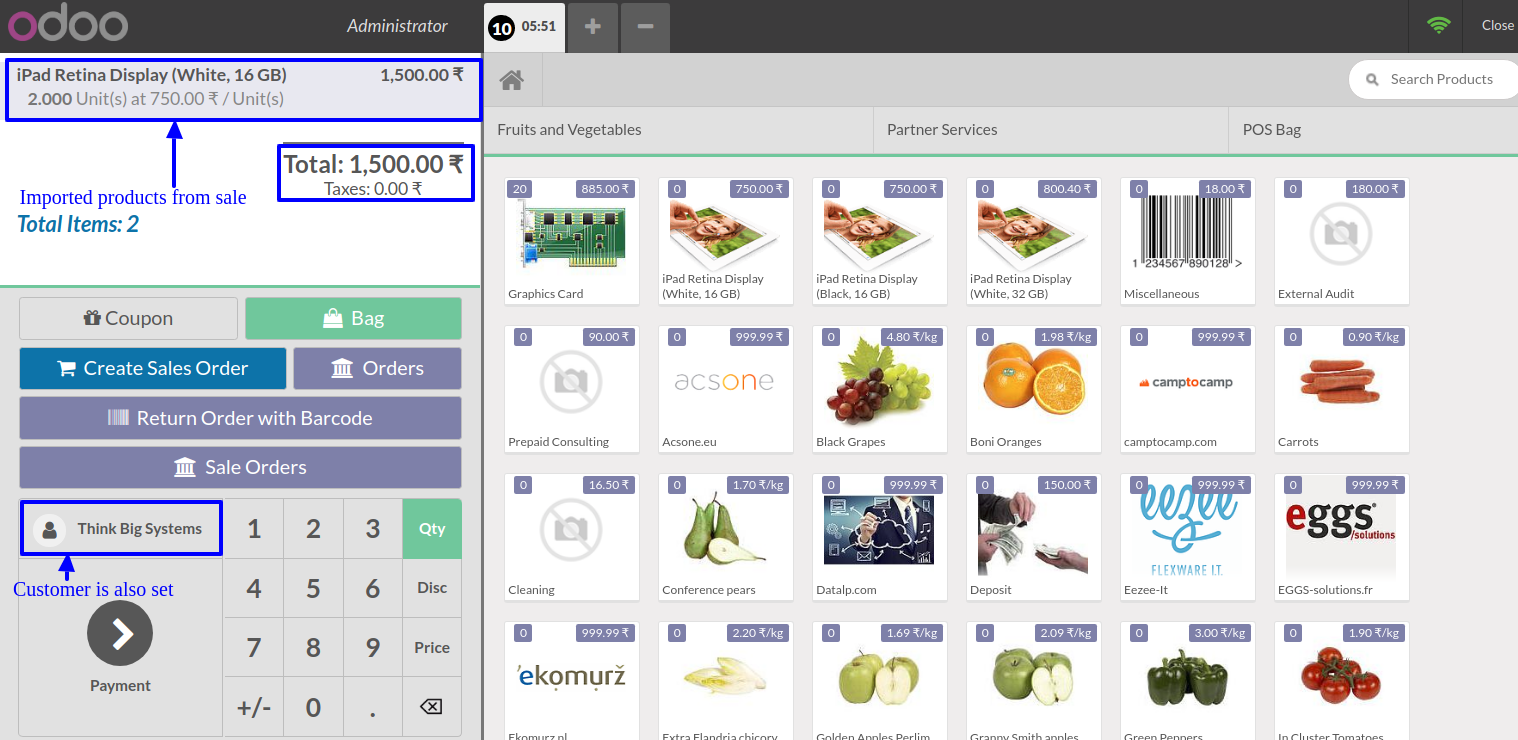 odoo
Administrator
10 05:51
+
−
Close
iPad Retina Display (White, 16 GB) 1,500.00 ₹
2.000 Unit(s) at 750.00 ₹ / Unit(s)
Total: 1,500.00 ₹
Taxes: 0.00 ₹
Imported products from sale
Total Items: 2
Coupon
Bag
Create Sales Order
Orders
Return Order with Barcode
Sale Orders
Think Big Systems
Customer is also set
Payment
1 2 3 Qty
4 5 6 Disc
7 8 9 Price
+/- 0 .
Search Products
Fruits and Vegetables
Partner Services
POS Bag
20 885.00 ₹
Graphics Card
0 750.00 ₹
iPad Retina Display
(White, 16 GB)
0 750.00 ₹
iPad Retina Display
(Black, 16 GB)
0 800.40 ₹
iPad Retina Display
(White, 32 GB)
0 18.00 ₹
1 234567 890128 >
Miscellaneous
0 180.00 ₹
External Audit
0 90.00 ₹
Prepaid Consulting
0 999.99 ₹
acsone
Acsone.eu
0 4.80 ₹/kg
Black Grapes
0 1.98 ₹/kg
Boni Oranges
0 999.99 ₹
camptocamp
camptocamp.com
0 0.90 ₹/kg
Carrots
0 16.50 ₹
Cleaning
0 1.70 ₹/kg
Conference pears
0 999.99 ₹
Datalp.com
0 150.00 ₹
Deposit
0 999.99 ₹
eezee
FLEXWARE I.T.
Eezee-It
0 999.99 ₹
eggs
/solutions
EGGS-solutions.fr
0 999.99 ₹
'ekomurž
Ekomurz.nl
0 2.20 ₹/kg
Extra Flandria chicory
0 1.69 ₹/kg
Golden Apples Perlim
0 2.09 ₹/kg
Granny Smith apples
0 3.00 ₹/kg
Green Peppers
0 1.90 ₹/kg
In Cluster Tomatoes